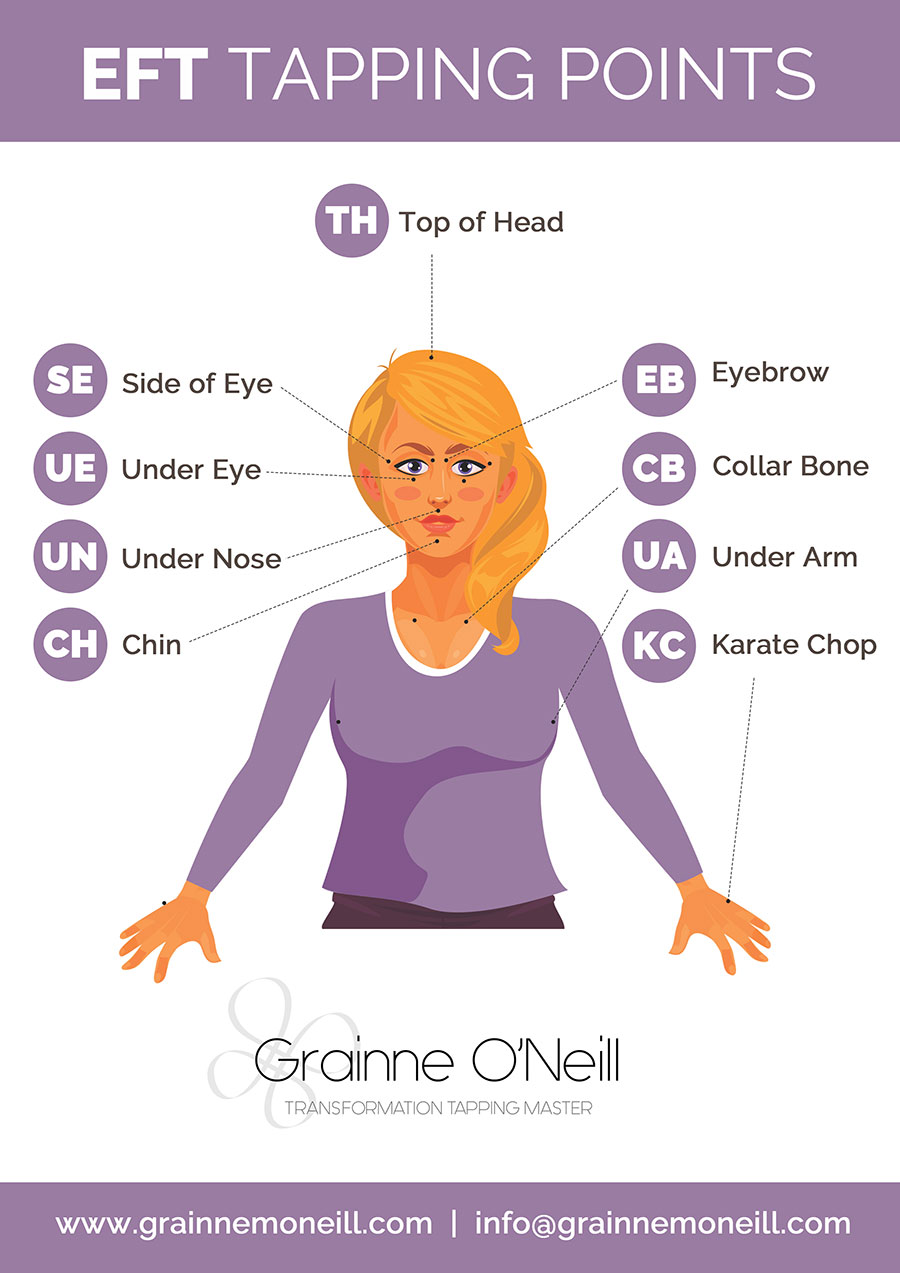 EFT TAPPING POINTS
TH Top of Head
SE Side of Eye
UE Under Eye
UN Under Nose
CH Chin
EB Eyebrow
CB Collar Bone
UA Under Arm
KC Karate Chop
Grainne O'Neill
TRANSFORMATION TAPPING MASTER
www.grainnemoneill.com | info@grainnemoneill.com